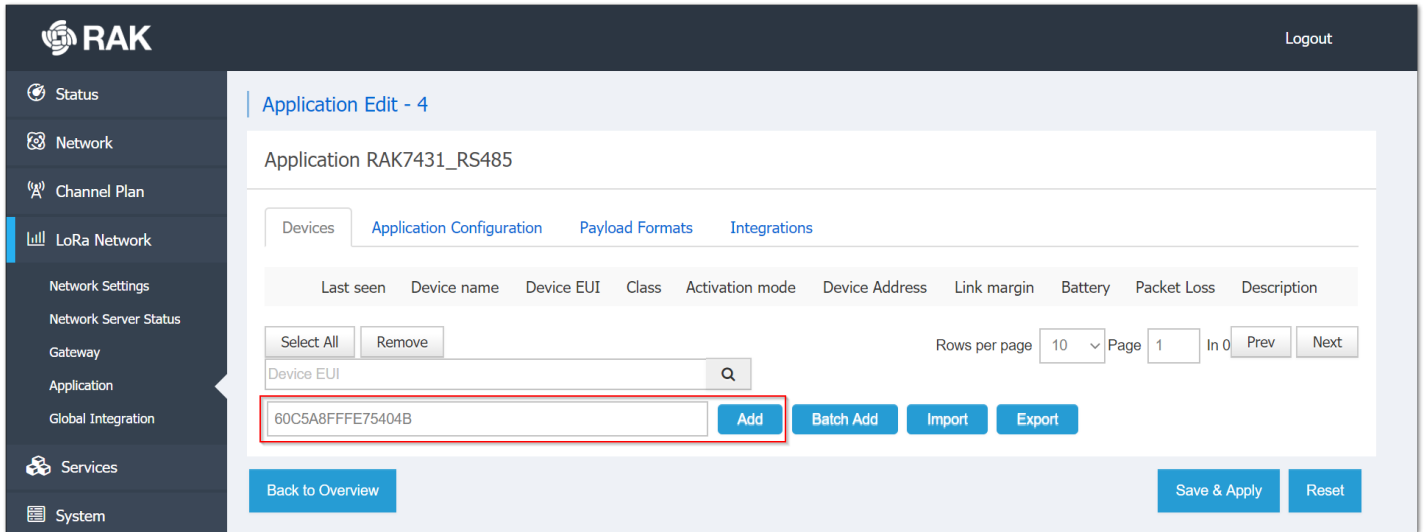 RAK
Logout
Status
Network
Channel Plan
LoRa Network
Network Settings
Network Server Status
Gateway
Application
Global Integration
Services
System
Application Edit - 4
Application RAK7431_RS485
Devices Application Configuration Payload Formats Integrations
Last seen Device name Device EUI Class Activation mode Device Address Link margin Battery Packet Loss Description
Select All Remove Rows per page 10 Page 1 In 0 Prev Next
Device EUI
60C5A8FFFE75404B Add Batch Add Import Export
Back to Overview Save & Apply Reset